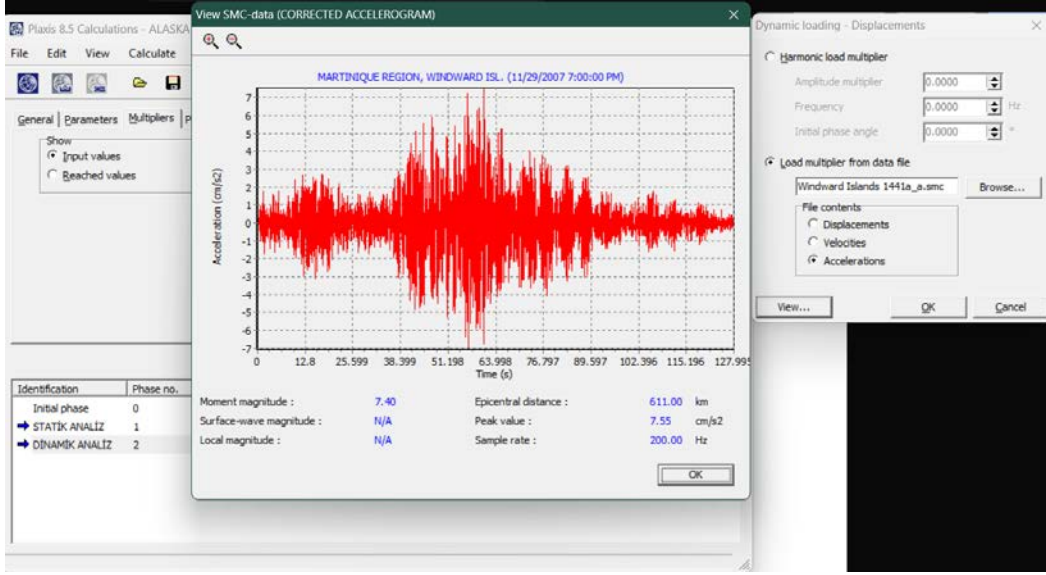 Plaxis 8.5 Calculations - ALASKA
File Edit View Calculate
General Parameters Multipliers P
Show
Input values
Reached values
Identification Phase no.
Initial phase 0
STATİK ANALİZ 1
DİNAMİK ANALİZ 2
View SMC-data (CORRECTED ACCELEROGRAM)
MARTINIQUE REGION, WINDWARD ISL. (11/29/2007 7:00:00 PM)
Acceleration (cm/s2)
7
6
5
4
3
2
1
0
-1
-2
-3
-4
-5
-6
-7
0 12.8 25.599 38.399 51.198 63.998 76.797 89.597 102.396 115.196 127.995
Time (s)
Moment magnitude : 7.40 Epicentral distance : 611.00 km
Surface-wave magnitude : N/A Peak value : 7.55 cm/s2
Local magnitude : N/A Sample rate : 200.00 Hz
OK
Dynamic loading - Displacements
Harmonic load multiplier
Amplitude multiplier 0.0000
Frequency 0.0000 Hz
Initial phase angle 0.0000 °
Load multiplier from data file
Windward Islands 1441a_a.smc Browse...
File contents
Displacements
Velocities
Accelerations
View... OK Cancel